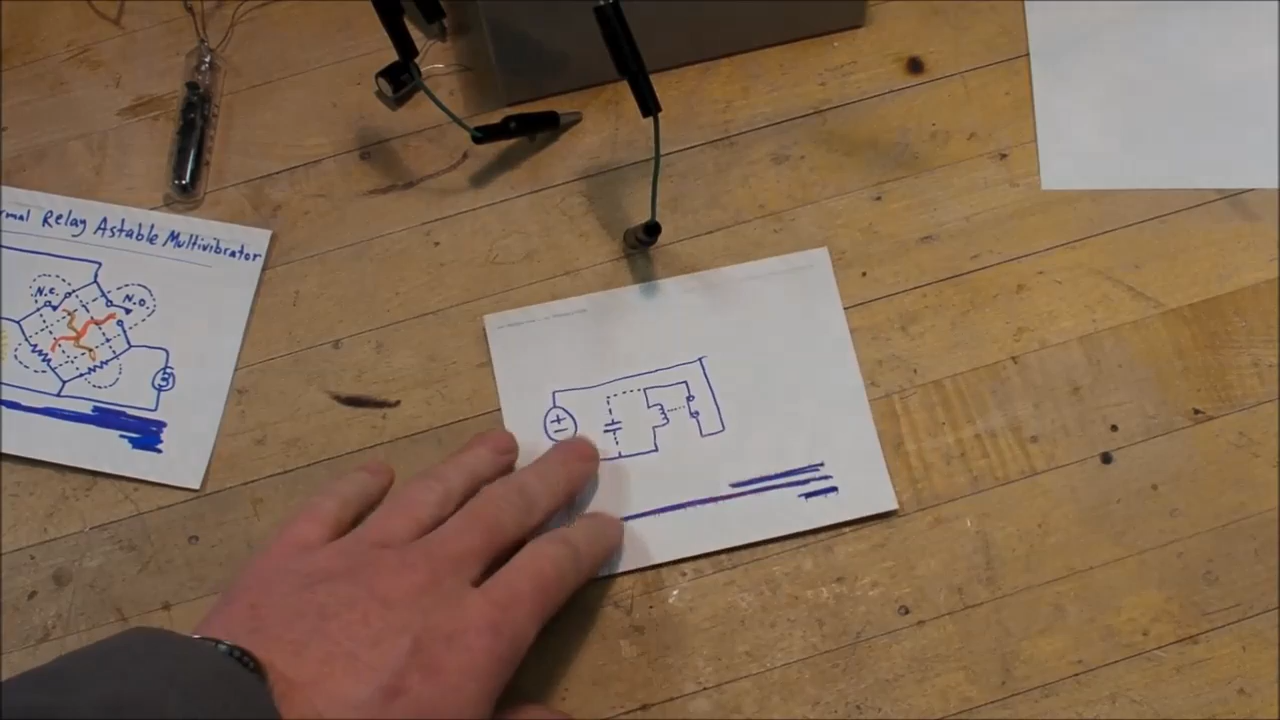 rmal Relay Astable Multivibrator
N.C.
N.O.
+
-